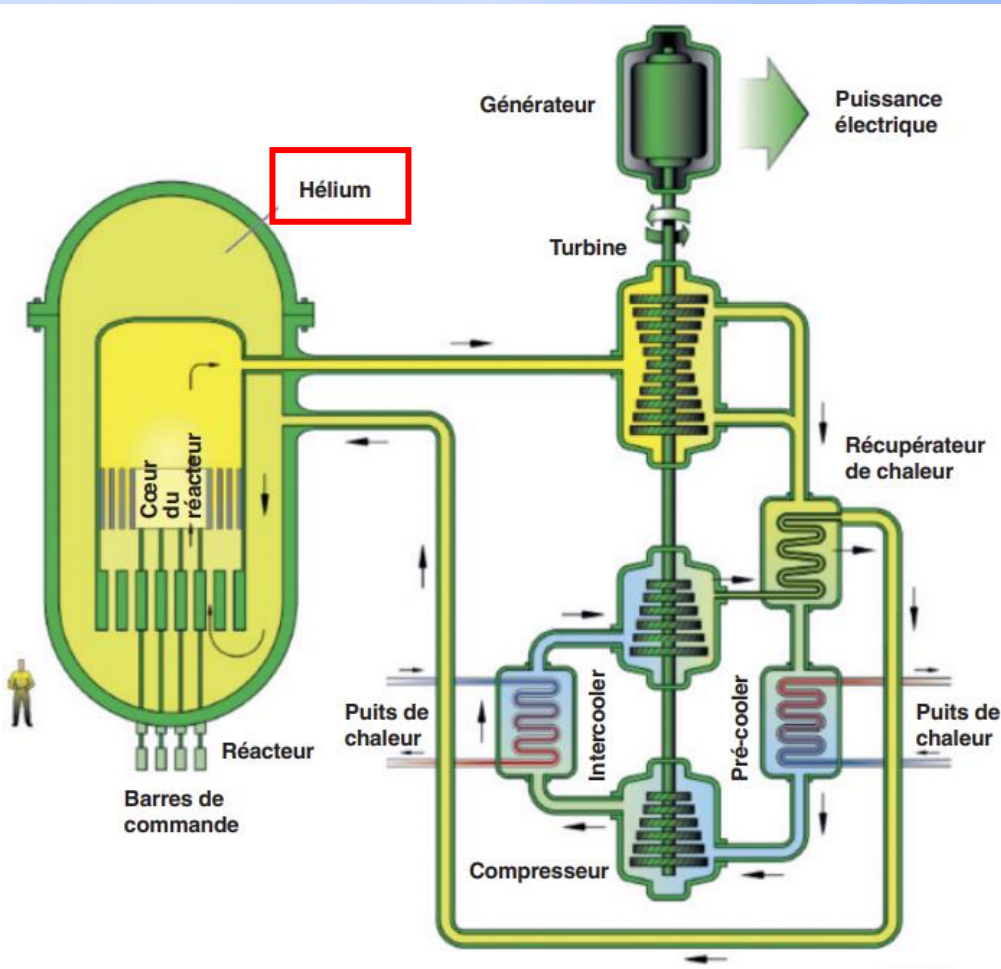 Générateur
Puissance
électrique
Hélium
Turbine
Récupérateur
de chaleur
Cœur
du
réacteur
Puits de
chaleur
Intercooler
Pré-cooler
Puits de
chaleur
Réacteur
Barres de
commande
Compresseur